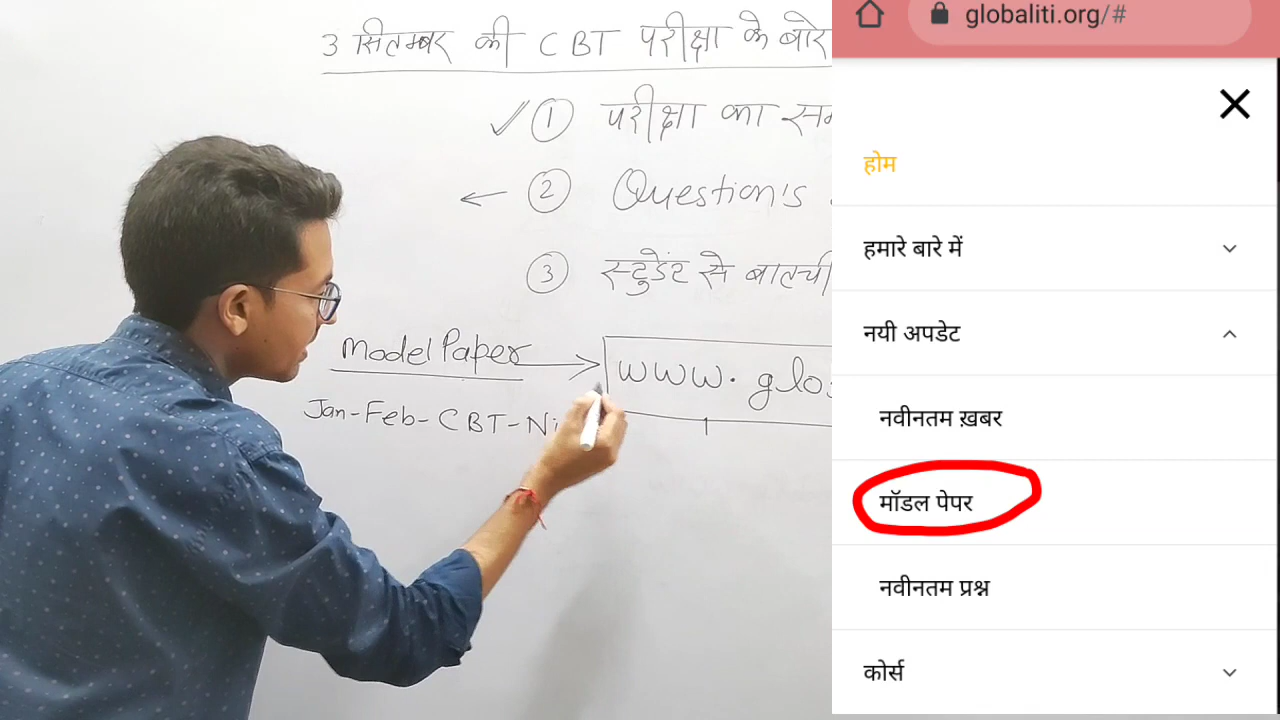 3 सितम्बर की CBT परीक्षा के बारे
① परीक्षा का
② Question's
③ स्टुडेंट से
Model Paper → www.
Jan-Feb-CBT-
globaliti.org/#
होम
हमारे बारे में
नयी अपडेट
नवीनतम ख़बर
मॉडल पेपर
नवीनतम प्रश्न
कोर्स